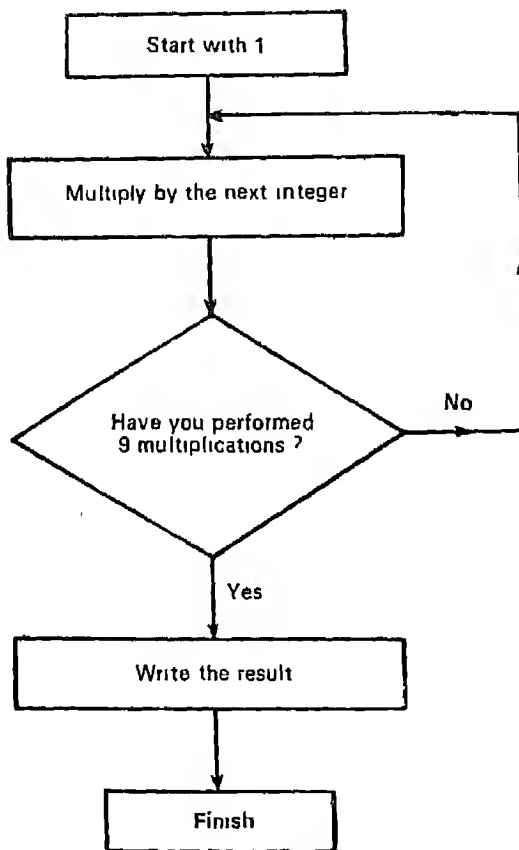 Start with 1
Multiply by the next integer
Have you performed
9 multiplications ?
No
Yes
Write the result
Finish